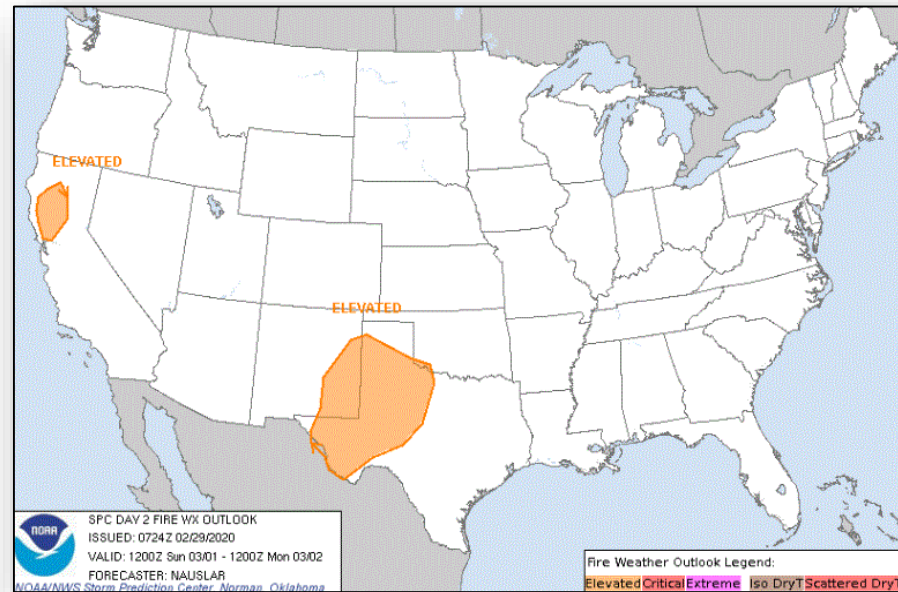 ELEVATED
ELEVATED
NOAA
SPC DAY 2 FIRE WX OUTLOOK
ISSUED: 0724Z 02/29/2020
VALID: 1200Z Sun 03/01 - 1200Z Mon 03/02
FORECASTER: NAUSLAR
NOAA/NWS Storm Prediction Center, Norman, Oklahoma
Fire Weather Outlook Legend:
Elevated Critical Extreme Iso DryT Scattered DryT